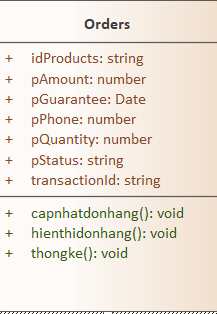 Orders
+ idProducts: string
+ pAmount: number
+ pGuarantee: Date
+ pPhone: number
+ pQuantity: number
+ pStatus: string
+ transactionId: string
+ capnhatdonhang(): void
+ hienthidonhang(): void
+ thongke(): void